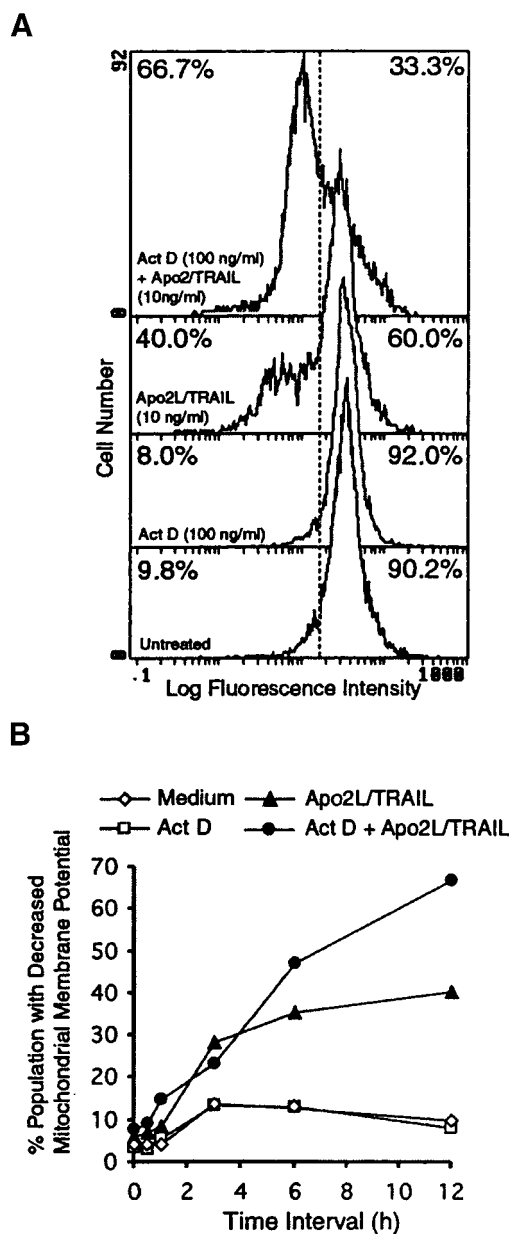 A
92
66.7% 33.3%
Act D (100 ng/ml)
+ Apo2/TRAIL
(10ng/ml)
0
40.0% 60.0%
Apo2L/TRAIL
(10 ng/ml)
8.0% 92.0%
Act D (100 ng/ml)
9.8% 90.2%
Untreated
0
Cell Number
.1
Log Fluorescence Intensity
B
Medium Apo2L/TRAIL
Act D Act D + Apo2L/TRAIL
% Population with Decreased
Mitochondrial Membrane Potential
70
60
50
40
30
20
10
0
0 2 4 6 8 10 12
Time Interval (h)